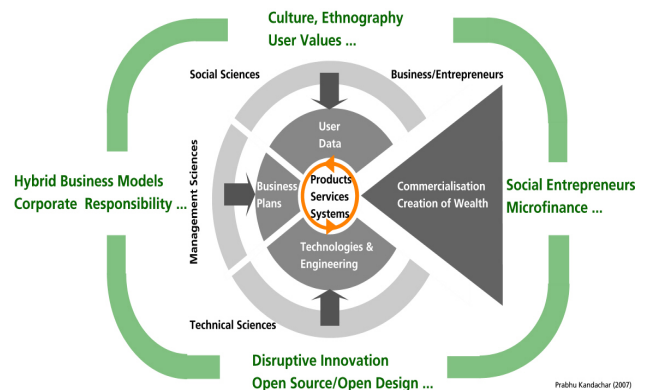 Culture, Ethnography
User Values ...
Social Sciences
Business/Entrepreneurs
User
Data
Hybrid Business Models
Corporate Responsibility ...
Management Sciences
Business
Plans
Products
Services
Systems
Commercialisation
Creation of Wealth
Social Entrepreneurs
Microfinance ...
Technologies &
Engineering
Technical Sciences
Disruptive Innovation
Open Source/Open Design ...
Prabhu Kandachar (2007)